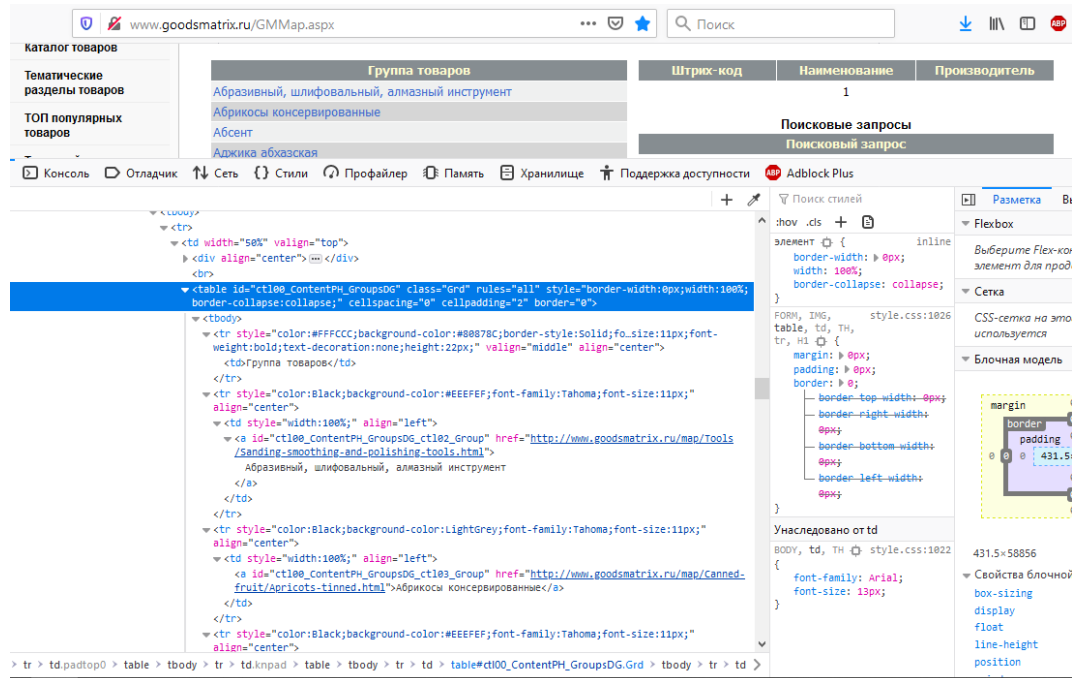 www.goodsmatrix.ru/GMMap.aspx
Поиск
ABP
Каталог товаров
Тематические
разделы товаров
ТОП популярных
товаров
Группа товаров
Абразивный, шлифовальный, алмазный инструмент
Абрикосы консервированные
Абсент
Аджика абхазская
Штрих-код Наименование Производитель
1
Поисковые запросы
Поисковый запрос
Консоль Отладчик Сеть Стили Профайлер Память Хранилище Поддержка доступности ABP Adblock Plus
<tbody>
<tr>
<td width="50%" valign="top">
<div align="center"> </div>
<br>
<table id="ctl00_ContentPH_GroupsDG" class="Grd" rules="all" style="border-width:0px;width:100%;
border-collapse:collapse;" cellspacing="0" cellpadding="2" border="0">
<tbody>
<tr style="color:#FFFCCC;background-color:#80878C;border-style:Solid;fo…size:11px;font-
weight:bold;text-decoration:none;height:22px;" valign="middle" align="center">
<td>Группа товаров</td>
</tr>
<tr style="color:Black;background-color:#EEEFEF;font-family:Tahoma;font-size:11px;"
align="center">
<td style="width:100%;" align="left">
<a id="ctl00_ContentPH_GroupsDG_ctl02_Group" href="http://www.goodsmatrix.ru/map/Tools
/Sanding-smoothing-and-polishing-tools.html">
Абразивный, шлифовальный, алмазный инструмент
</a>
</td>
</tr>
<tr style="color:Black;background-color:LightGrey;font-family:Tahoma;font-size:11px;"
align="center">
<td style="width:100%;" align="left">
<a id="ctl00_ContentPH_GroupsDG_ctl03_Group" href="http://www.goodsmatrix.ru/map/Canned-
fruit/Apricots-tinned.html">Абрикосы консервированные</a>
</td>
</tr>
<tr style="color:Black;background-color:#EEEFEF;font-family:Tahoma;font-size:11px;"
align="center">
tr > td.padtop0 > table > tbody > tr > td.knpad > table > tbody > tr > td > table#ctl00_ContentPH_GroupsDG.Grd > tbody > tr > td
Поиск стилей
:hov .cls +
элемент { inline
border-width: 0px;
width: 100%;
border-collapse: collapse;
}
FORM, IMG, style.css:1026
table, td, TH,
tr, H1 {
margin: 0px;
padding: 0px;
border: 0;
border-top-width: 0px;
border-right-width:
0px;
border-bottom-width:
0px;
border-left-width:
0px;
}
Унаследовано от td
BODY, td, TH style.css:1022
{
font-family: Arial;
font-size: 13px;
}
Разметка
Flexbox
Выберите Flex-кон
элемент для прод
Сетка
CSS-сетка на это
используется
Блочная модель
margin
border
padding
0 0 0 431.5
431.5×58856
Свойства блочной
box-sizing
display
float
line-height
position